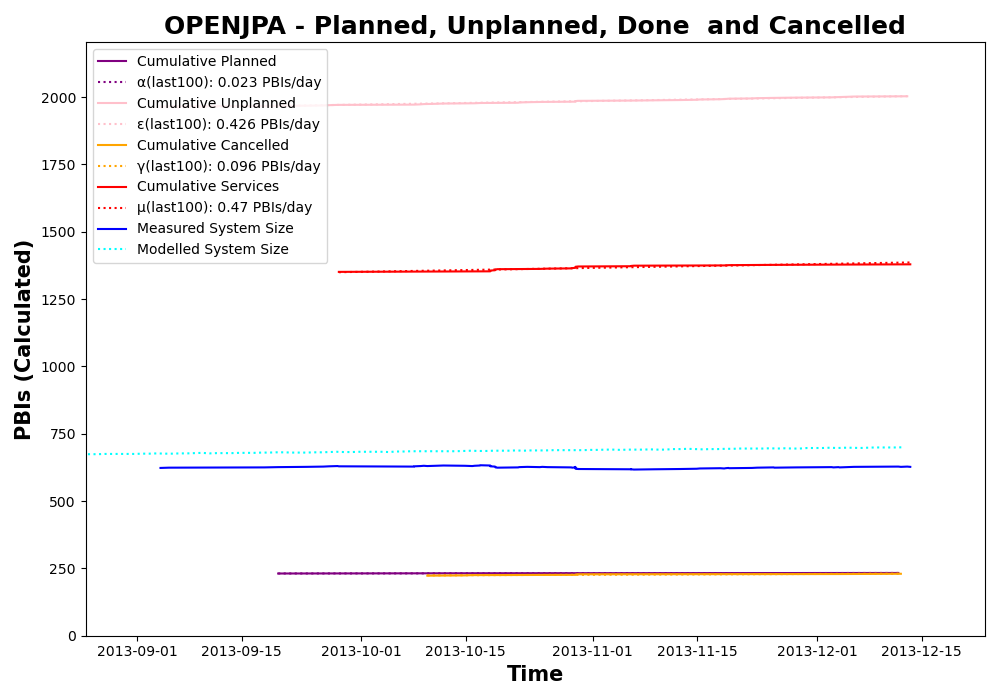 OPENJPA - Planned, Unplanned, Done  and Cancelled
PBIs (Calculated)
2000
1750
1500
1250
1000
750
500
250
0
Cumulative Planned
α(last100): 0.023 PBIs/day
Cumulative Unplanned
ε(last100): 0.426 PBIs/day
Cumulative Cancelled
γ(last100): 0.096 PBIs/day
Cumulative Services
μ(last100): 0.47 PBIs/day
Measured System Size
Modelled System Size
2013-09-01 2013-09-15 2013-10-01 2013-10-15 2013-11-01 2013-11-15 2013-12-01 2013-12-15
Time